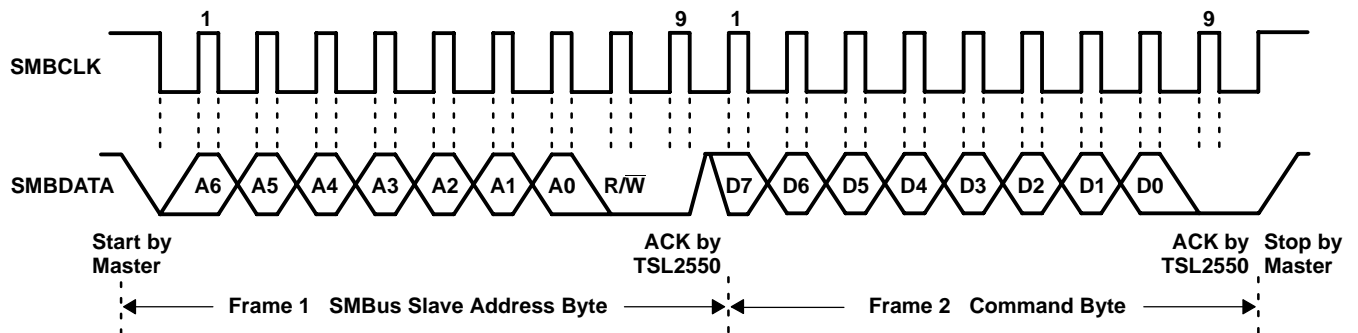 1 9 1 9
SMBCLK
SMBDATA A6 A5 A4 A3 A2 A1 A0 R/W̅ D7 D6 D5 D4 D3 D2 D1 D0
Start by Master
ACK by TSL2550
ACK by TSL2550
Stop by Master
Frame 1 SMBus Slave Address Byte
Frame 2 Command Byte